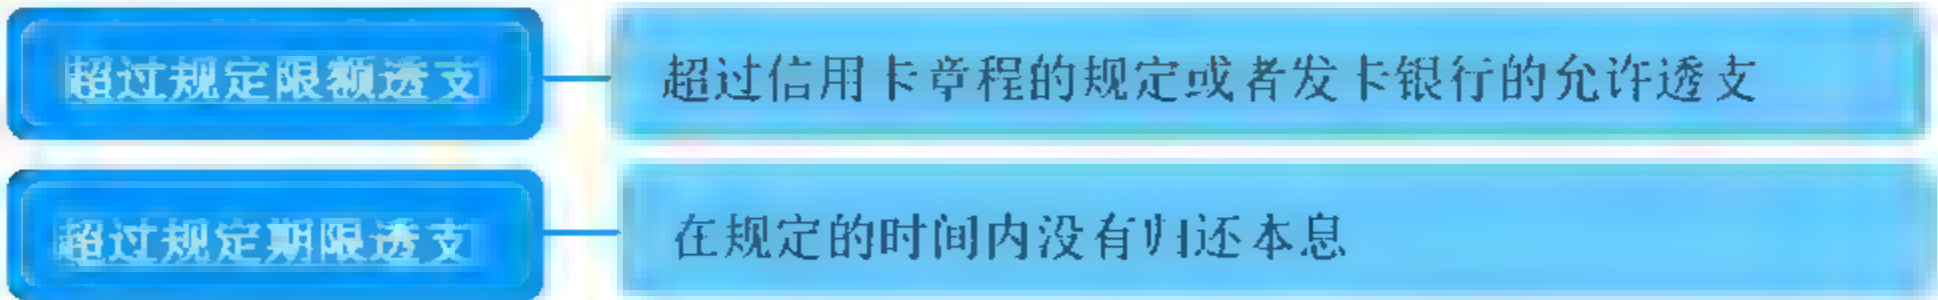 超过规定限额透支
超过信用卡章程的规定或者发卡银行的允许透支
超过规定期限透支
在规定的时间内没有归还本息